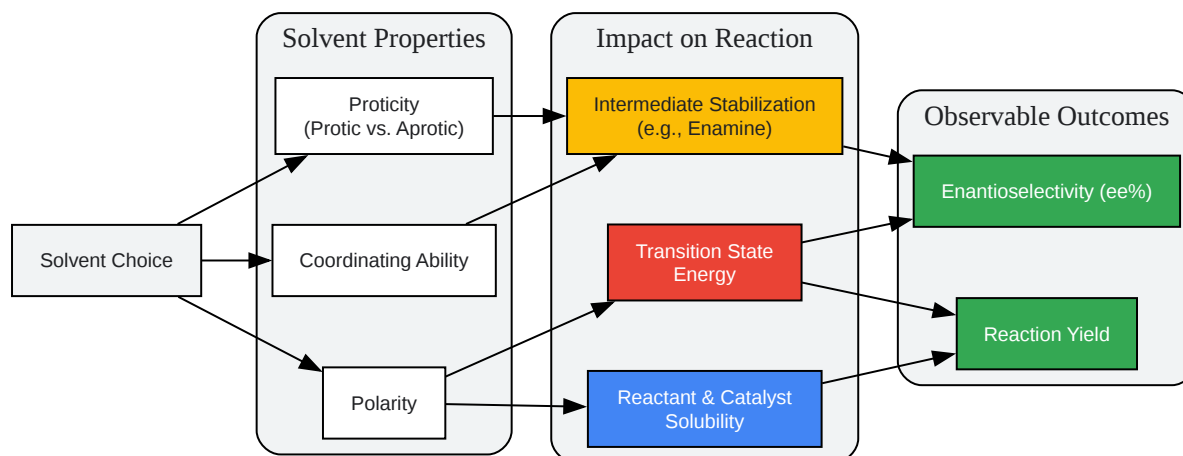 Solvent Properties
Impact on Reaction
Observable Outcomes
Proticity
(Protic vs. Aprotic)
Intermediate Stabilization
(e.g., Enamine)
Enantioselectivity (ee%)
Solvent Choice
Coordinating Ability
Transition State
Energy
Reaction Yield
Polarity
Reactant & Catalyst
Solubility